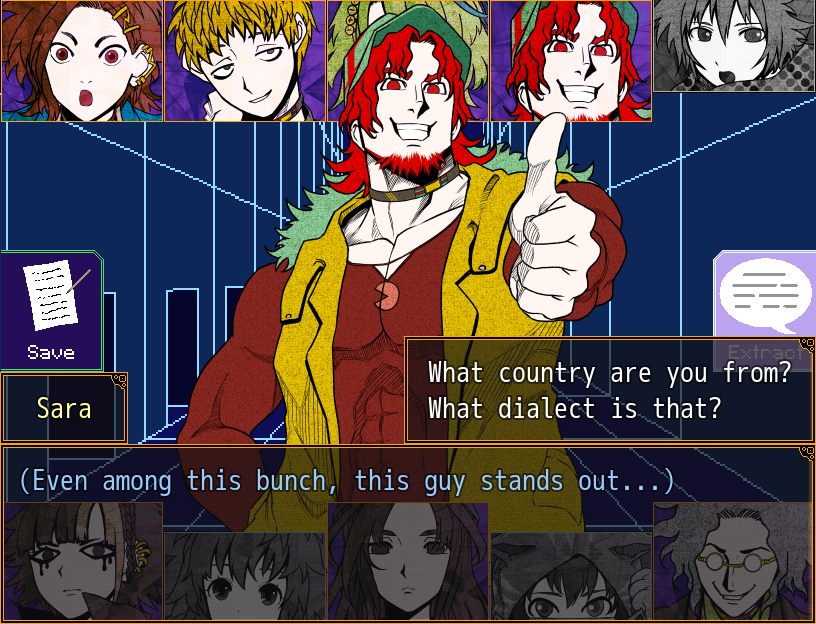 Save
Extract
Sara
What country are you from?
What dialect is that?
(Even among this bunch, this guy stands out...)